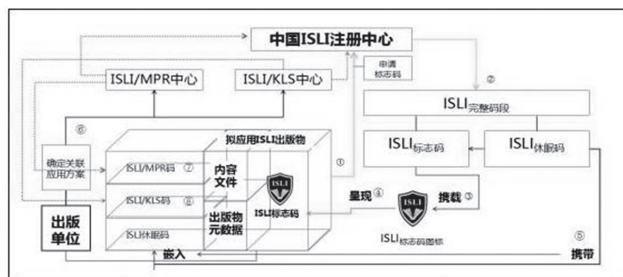 中国ISLI注册中心
ISLI/MPR中心
ISLI/KLS中心
申请
标志码
②
ISLI完整码段
⑥
拟应用ISLI出版物
①
ISLI标志码
ISLI休眠码
确定关联
应用方案
ISLI/MPR码 ⑦
内容
文件
ISLI
呈现 ④
ISLI
携载 ③
ISLI/KLS码 ⑧
ISLI标志码
出版物
元数据
出版
单位
ISLI休眠码
ISLI标志码图标
⑤
嵌入
携带